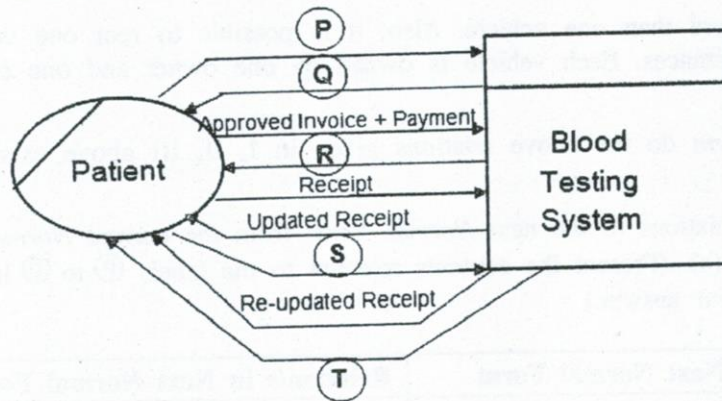 P
Q
Approved Invoice + Payment
R
Patient
Blood
Testing
System
Receipt
Updated Receipt
S
Re-updated Receipt
T